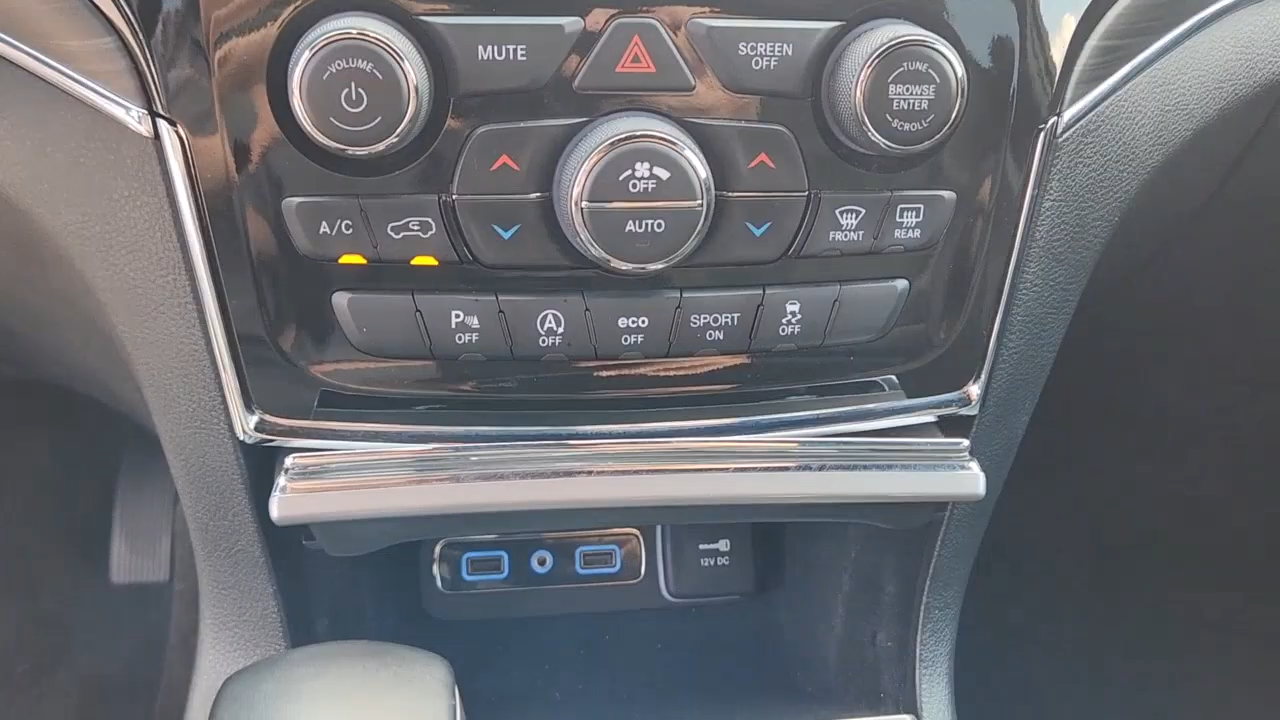 VOLUME
MUTE
SCREEN
OFF
TUNE
BROWSE
ENTER
SCROLL
OFF
AUTO
A/C
FRONT
REAR
P
OFF
A
OFF
eco
OFF
SPORT
ON
OFF
12V DC